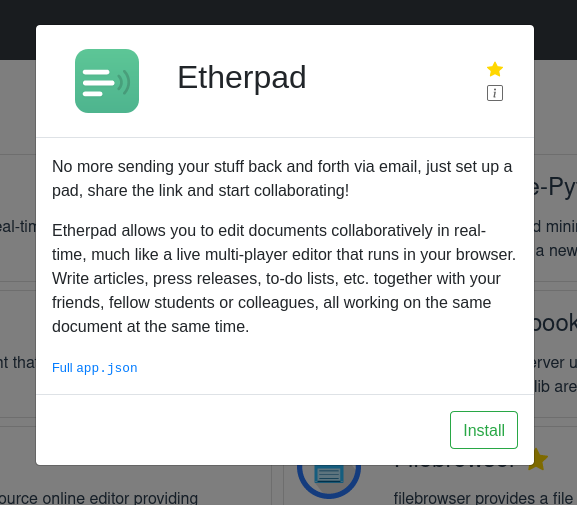 Etherpad
No more sending your stuff back and forth via email, just set up a
pad, share the link and start collaborating!
Etherpad allows you to edit documents collaboratively in real-
time, much like a live multi-player editor that runs in your browser.
Write articles, press releases, to-do lists, etc. together with your
friends, fellow students or colleagues, all working on the same
document at the same time.
Full app.json
Install
e-Py
eal-tim
d mini
a new
book
nt that
erver u
lib are
Filebrowser
ource online editor providing
filebrowser provides a file